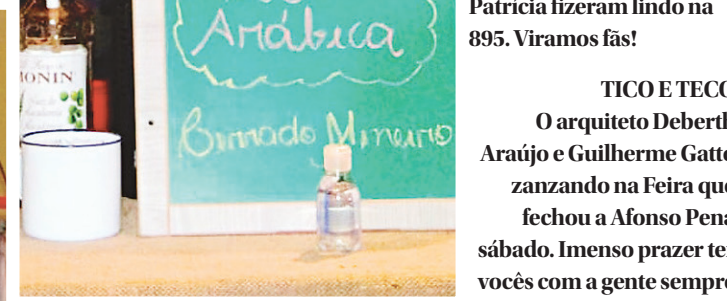 MONIN
Arábica
Mineiro
Patrícia fizeram lindo na
895. Viramos fãs!
TICO E TECO
O arquiteto Deberth
Araújo e Guilherme Gatto
zanzando na Feira que
fechou a Afonso Pena
sábado. Imenso prazer ter
vocês com a gente sempre